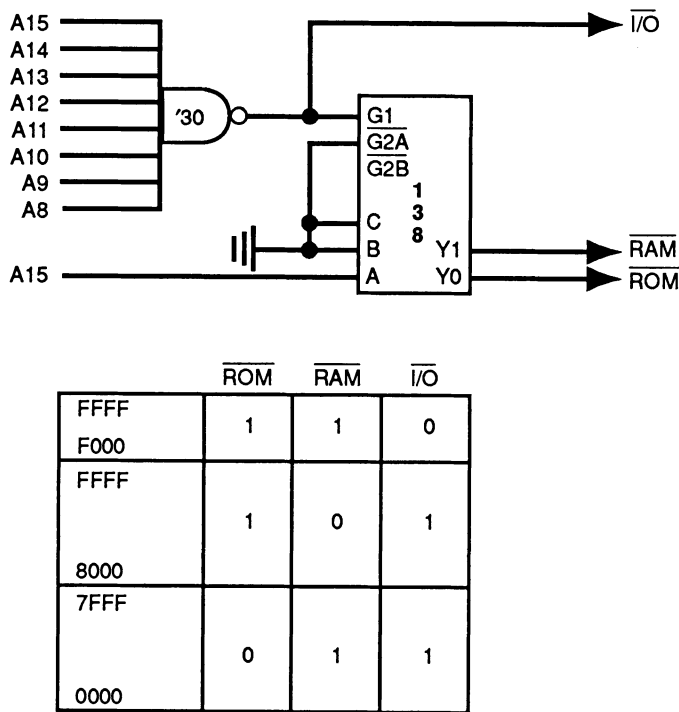 A15
I/O
A14
A13
A12
A11
A10
A9
A8
'30
G1
G2A
G2B
1
3
8
C
B
A
Y1
Y0
RAM
ROM
A15
ROM RAM I/O
FFFF
F000
1 1 0
FFFF
8000
1 0 1
7FFF
0000
0 1 1